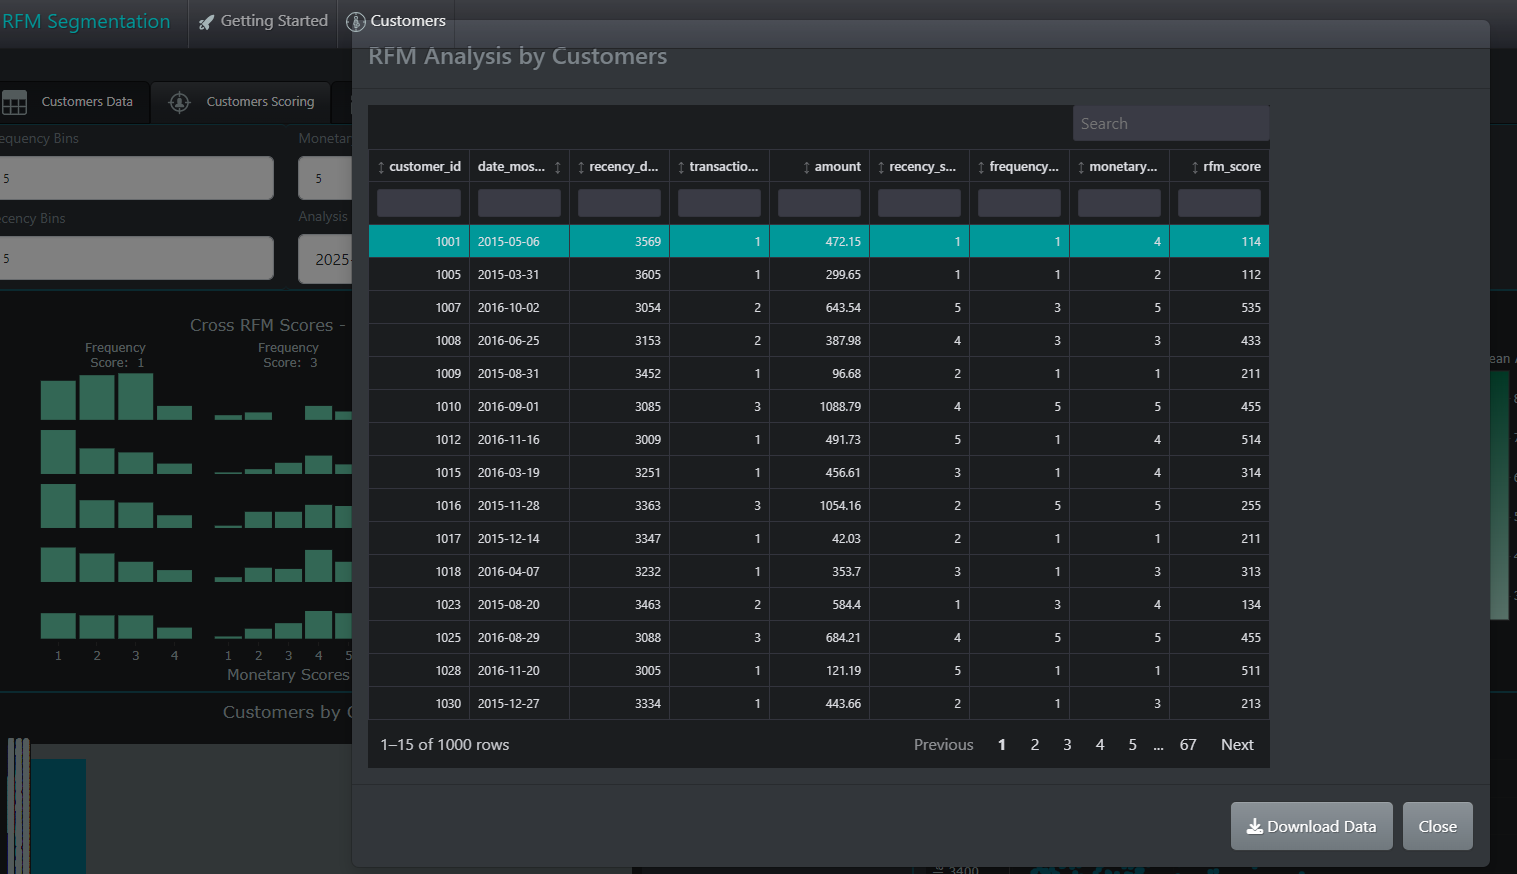 RFM Segmentation
Getting Started
Customers
Customers Data
Customers Scoring
equency Bins
Monetar
5
5
ecency Bins
Analysis
5
2025-
Cross RFM Scores -
Frequency Score: 1
Frequency Score: 3
1 2 3 4
1 2 3 4 5
Monetary Scores
Customers by
RFM Analysis by Customers
Search
customer_id date_mos... recency_d... transactio... amount recency_s... frequency... monetary... rfm_score
1001 2015-05-06 3569 1 472.15 1 1 4 114
1005 2015-03-31 3605 1 299.65 1 1 2 112
1007 2016-10-02 3054 2 643.54 5 3 5 535
1008 2016-06-25 3153 2 387.98 4 3 3 433
1009 2015-08-31 3452 1 96.68 2 1 1 211
1010 2016-09-01 3085 3 1088.79 4 5 5 455
1012 2016-11-16 3009 1 491.73 5 1 4 514
1015 2016-03-19 3251 1 456.61 3 1 4 314
1016 2015-11-28 3363 3 1054.16 2 5 5 255
1017 2015-12-14 3347 1 42.03 2 1 1 211
1018 2016-04-07 3232 1 353.7 3 1 3 313
1023 2015-08-20 3463 2 584.4 1 3 4 134
1025 2016-08-29 3088 3 684.21 4 5 5 455
1028 2016-11-20 3005 1 121.19 5 1 1 511
1030 2015-12-27 3334 1 443.66 2 1 3 213
1–15 of 1000 rows
Previous 1 2 3 4 5 ... 67 Next
Download Data
Close
ean
3400